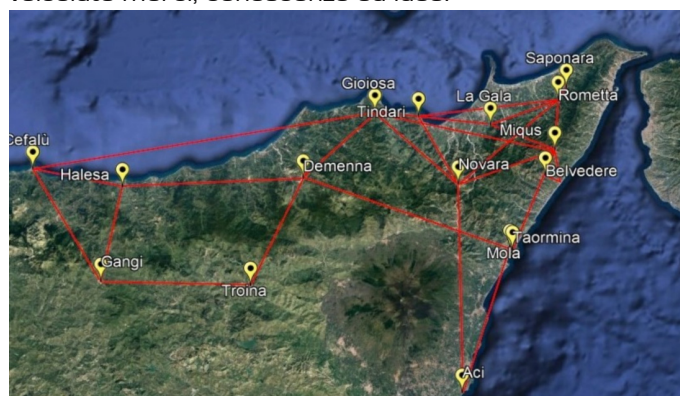 Saponara
Gioiosa
La Gala
Rometta
Tindari
Cefalù
Miqus
Halesa
Demenna
Novara
Belvedere
Taormina
Mola
Gangi
Troina
Aci